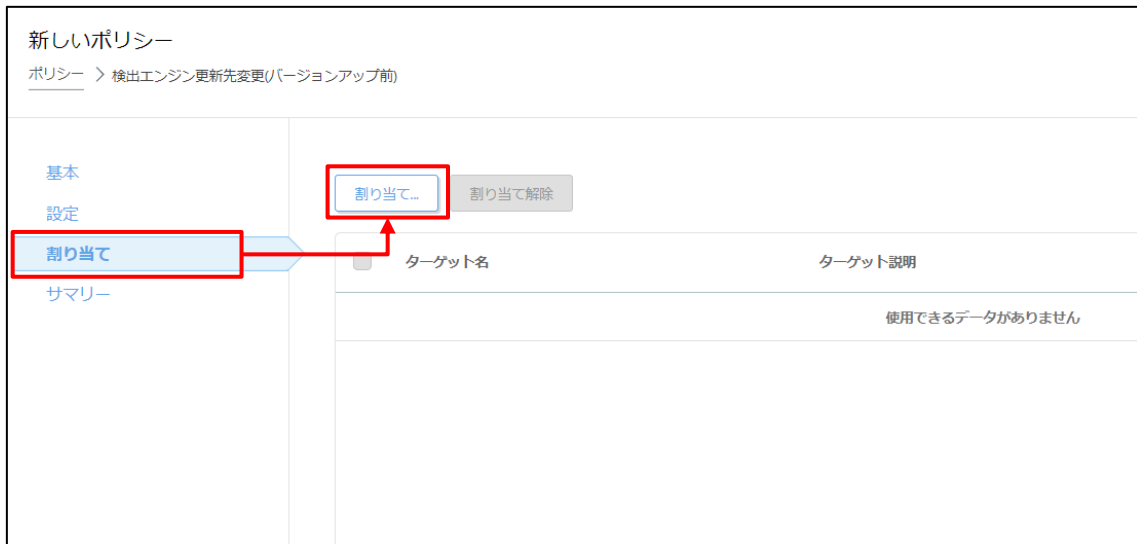 新しいポリシー
ポリシー > 検出エンジン更新先変更(バージョンアップ前)
基本
設定
割り当て
サマリー
割り当て... 割り当て解除
ターゲット名 ターゲット説明
使用できるデータがありません